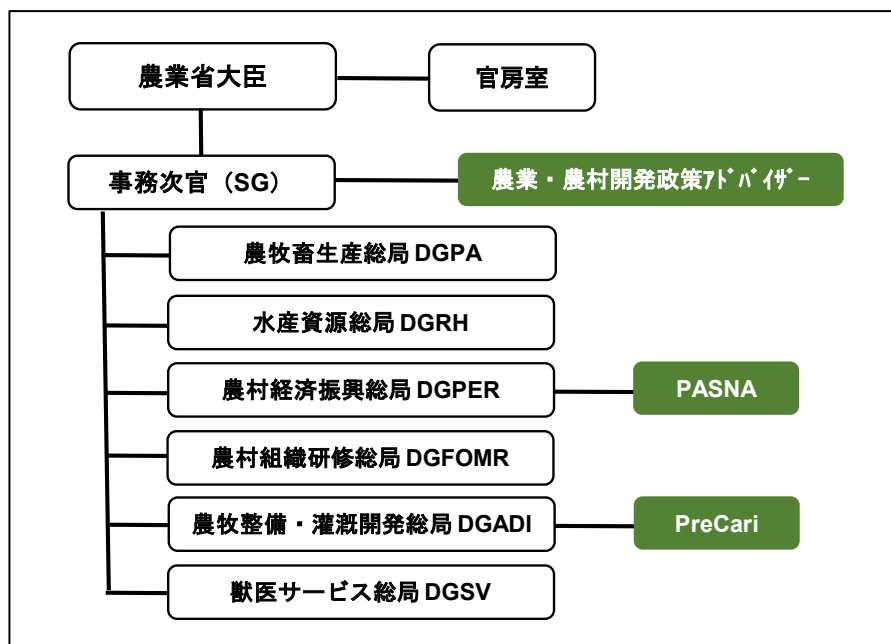 農業省大臣
官房室
事務次官（SG）
農業・農村開発政策ｱﾄﾞﾊﾞｲｻﾞｰ
農牧畜生産総局 DGPA
水産資源総局 DGRH
農村経済振興総局 DGPER
PASNA
農村組織研修総局 DGFOMR
農牧整備・灌漑開発総局 DGADI
PreCari
獣医サービス総局 DGSV